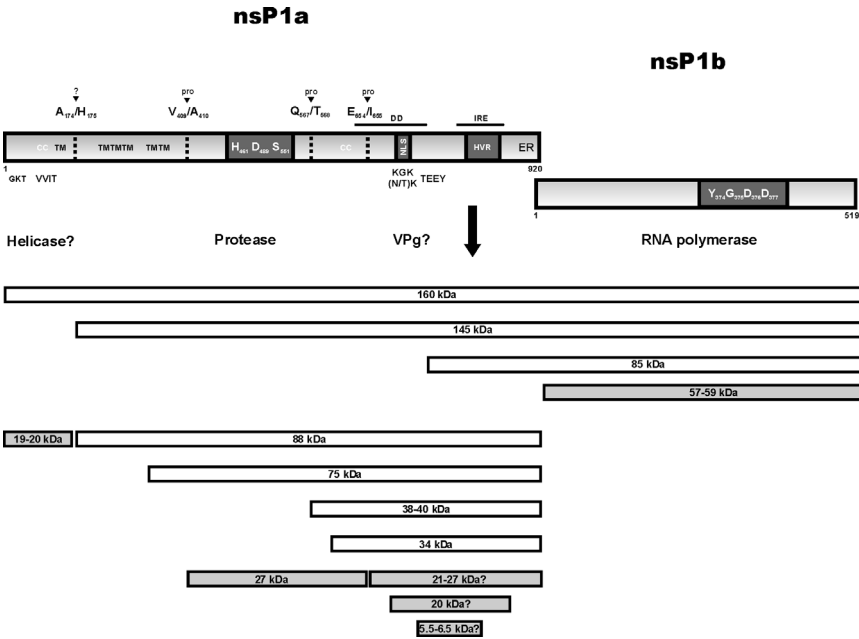 nsP1a
nsP1b
? pro pro pro
A174/H175 V409/A410 Q567/T568 E654/I655 DD IRE
CC TM TMTMTM TMTM H461 D489 S551 CC NLS HVR ER
1 920
GKT VVIT KGK TEEY
(N/T)K
Y374G375D376D377
1 519
Helicase? Protease VPg? RNA polymerase
160 kDa
145 kDa
85 kDa
57-59 kDa
19-20 kDa 88 kDa
75 kDa
38-40 kDa
34 kDa
27 kDa 21-27 kDa?
20 kDa?
5.5-6.5 kDa?